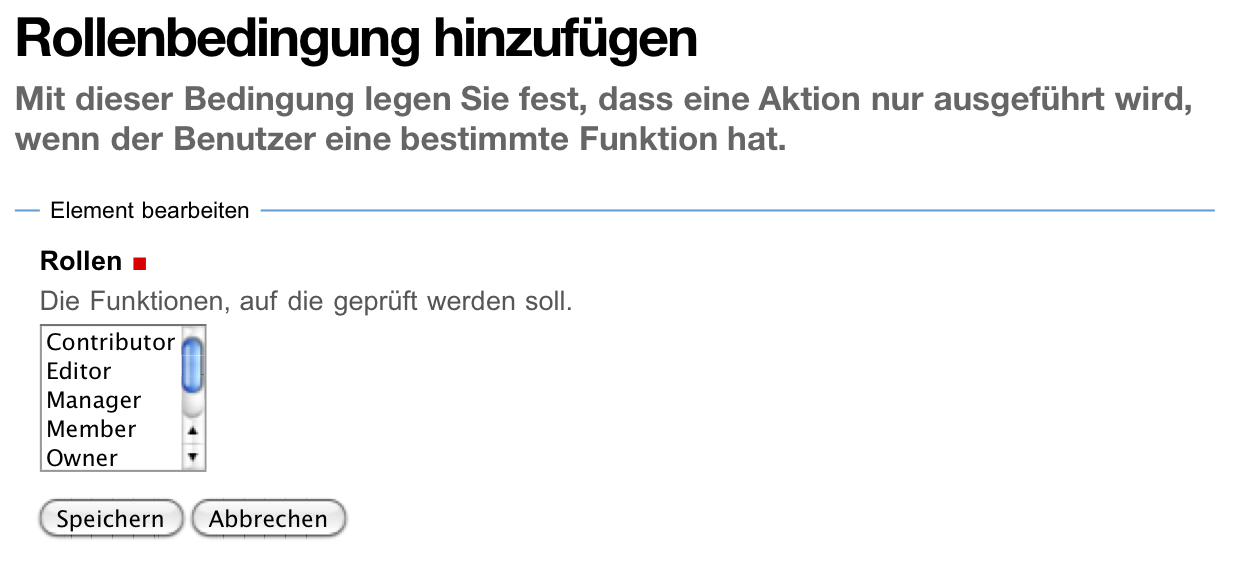 Rollenbedingung hinzufügen
Mit dieser Bedingung legen Sie fest, dass eine Aktion nur ausgeführt wird,
wenn der Benutzer eine bestimmte Funktion hat.
Element bearbeiten
Rollen
Die Funktionen, auf die geprüft werden soll.
Contributor
Editor
Manager
Member
Owner
Speichern Abbrechen